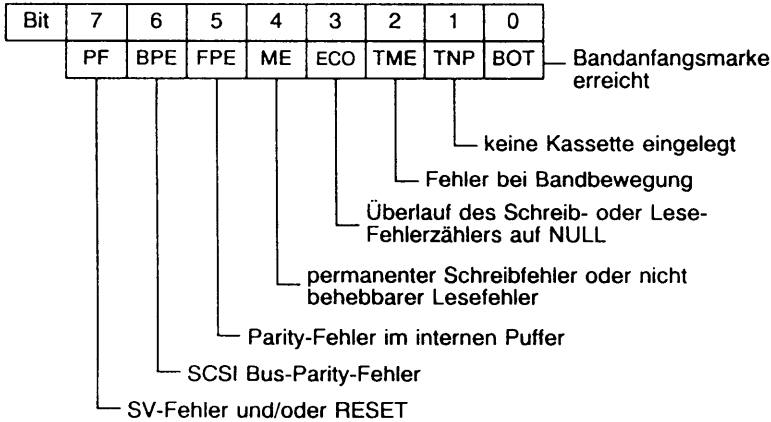 Bit 7 6 5 4 3 2 1 0
PF BPE FPE ME ECO TME TNP BOT
Bandanfangsmarke
erreicht
keine Kassette eingelegt
Fehler bei Bandbewegung
Überlauf des Schreib- oder Lese-
Fehlerzählers auf NULL
permanenter Schreibfehler oder nicht
behebbarer Lesefehler
Parity-Fehler im internen Puffer
SCSI Bus-Parity-Fehler
SV-Fehler und/oder RESET